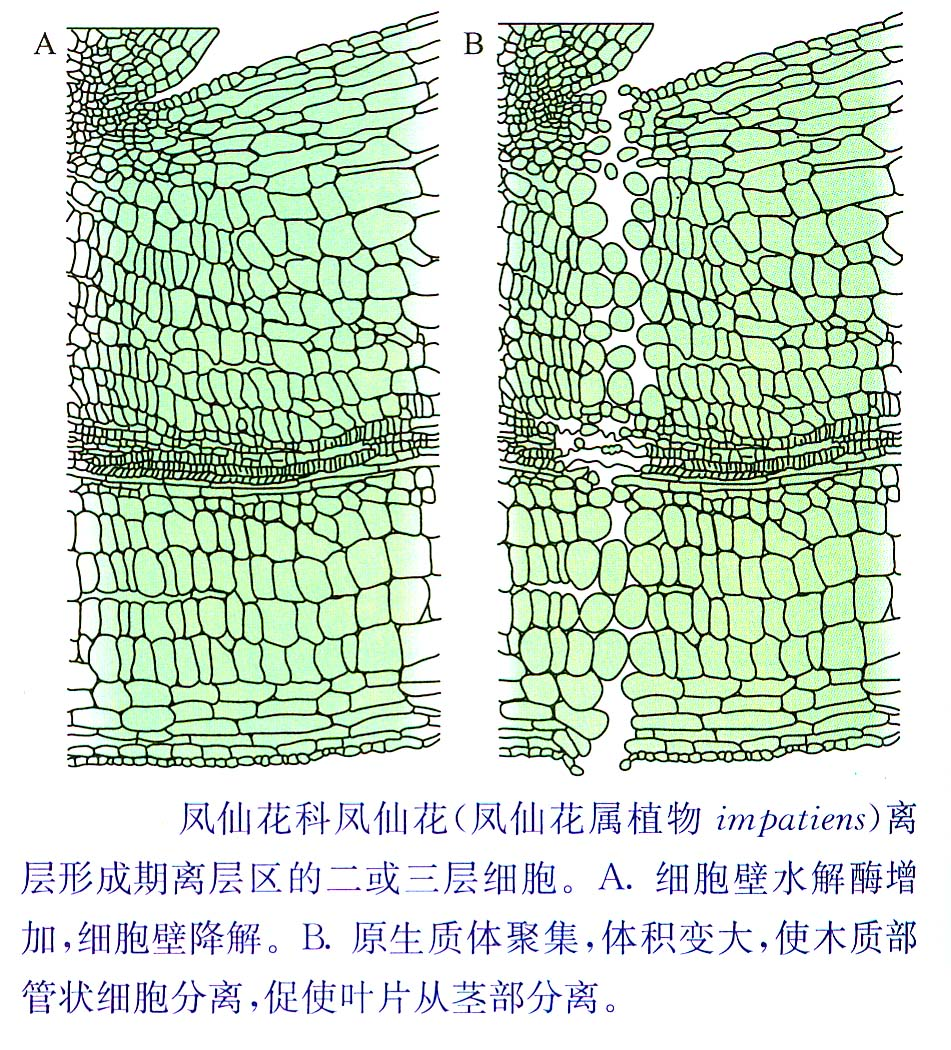 A B
凤仙花科凤仙花(凤仙花属植物 impatiens)离
层形成期离层区的二或三层细胞。A. 细胞壁水解酶增
加,细胞壁降解。B. 原生质体聚集,体积变大,使木质部
管状细胞分离,促使叶片从茎部分离。